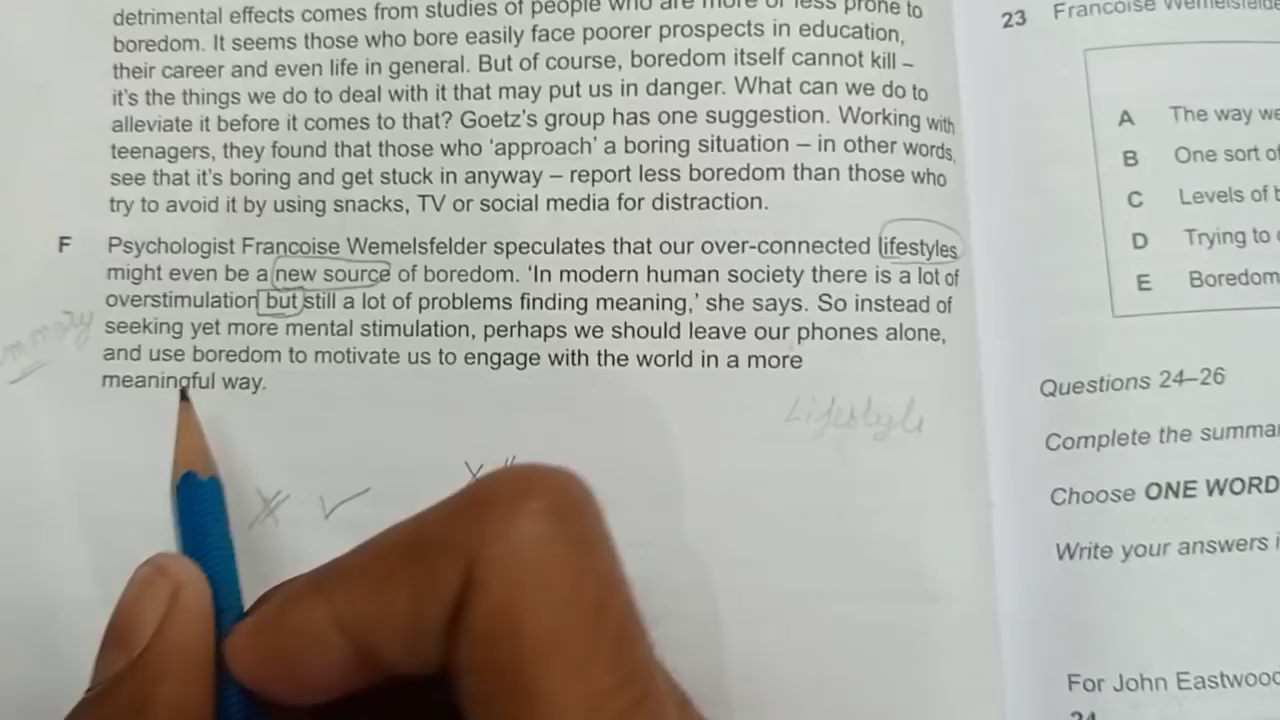 detrimental effects comes from studies of people who are more or less prone to
boredom. It seems those who bore easily face poorer prospects in education,
their career and even life in general. But of course, boredom itself cannot kill –
it's the things we do to deal with it that may put us in danger. What can we do to
alleviate it before it comes to that? Goetz's group has one suggestion. Working with
teenagers, they found that those who 'approach' a boring situation – in other words,
see that it's boring and get stuck in anyway – report less boredom than those who
try to avoid it by using snacks, TV or social media for distraction.
F Psychologist Francoise Wemelsfelder speculates that our over-connected lifestyles
might even be a new source of boredom. 'In modern human society there is a lot of
overstimulation but still a lot of problems finding meaning,' she says. So instead of
seeking yet more mental stimulation, perhaps we should leave our phones alone,
and use boredom to motivate us to engage with the world in a more
meaningful way.
Lifestyle
23 Francoise
A The way we
B One sort of
C Levels of
D Trying to
E Boredom
Questions 24–26
Complete the
Choose ONE WORD
Write your answers
For John Eastwood
24